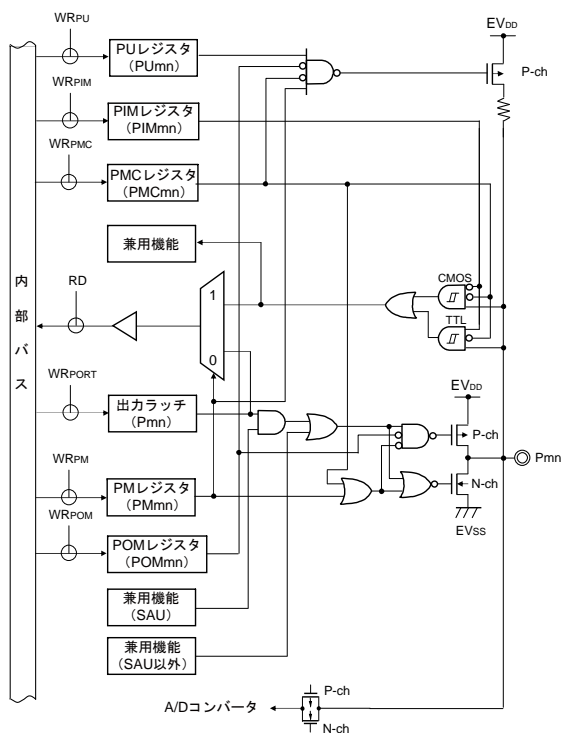 WRPU
PUレジスタ
(PUmn)
EVDD
P-ch
WRPIM
PIMレジスタ
(PIMmn)
WRPMC
PMCレジスタ
(PMCmn)
兼用機能
CMOS
内部バス
RD
1
0
TTL
WRPORT
出力ラッチ
(Pmn)
EVDD
P-ch
Pmn
WRPM
PMレジスタ
(PMmn)
N-ch
EVSS
WRPOM
POMレジスタ
(POMmn)
兼用機能
(SAU)
兼用機能
(SAU以外)
P-ch
A/Dコンバータ
N-ch